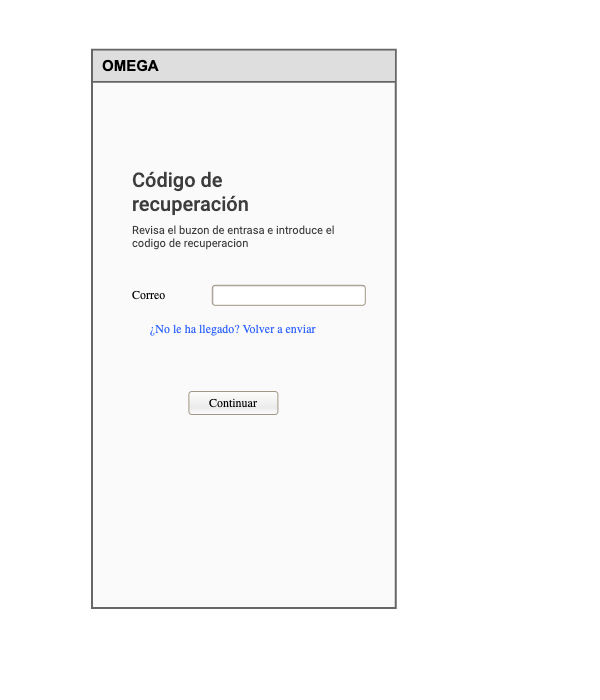 OMEGA
Código de
recuperación
Revisa el buzon de entrasa e introduce el
codigo de recuperacion
Correo
¿No le ha llegado? Volver a enviar
Continuar